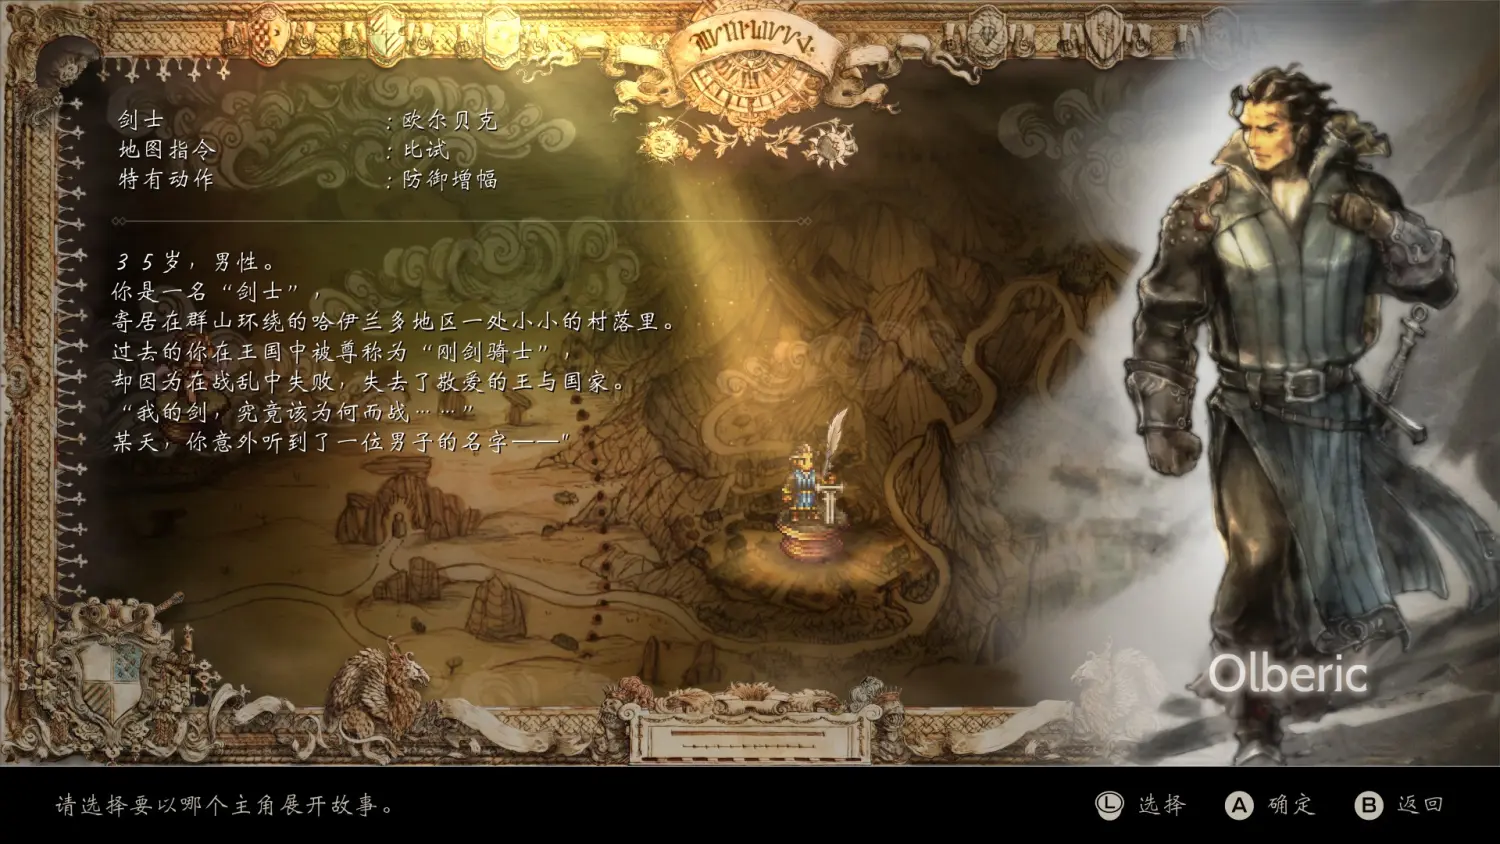 剑士 : 欧尔贝克
地图指令 : 比试
特有动作 : 防御增幅
３５岁，男性。
你是一名“剑士”，
寄居在群山环绕的哈伊兰多地区一处小小的村落里。
过去的你在王国中被尊称为“刚剑骑士”，
却因为在战乱中失败，失去了敬爱的王与国家。
“我的剑，究竟该为何而战……”
某天，你意外听到了一位男子的名字——”
Olberic
请选择要以哪个主角展开故事。
L 选择 A 确定 B 返回